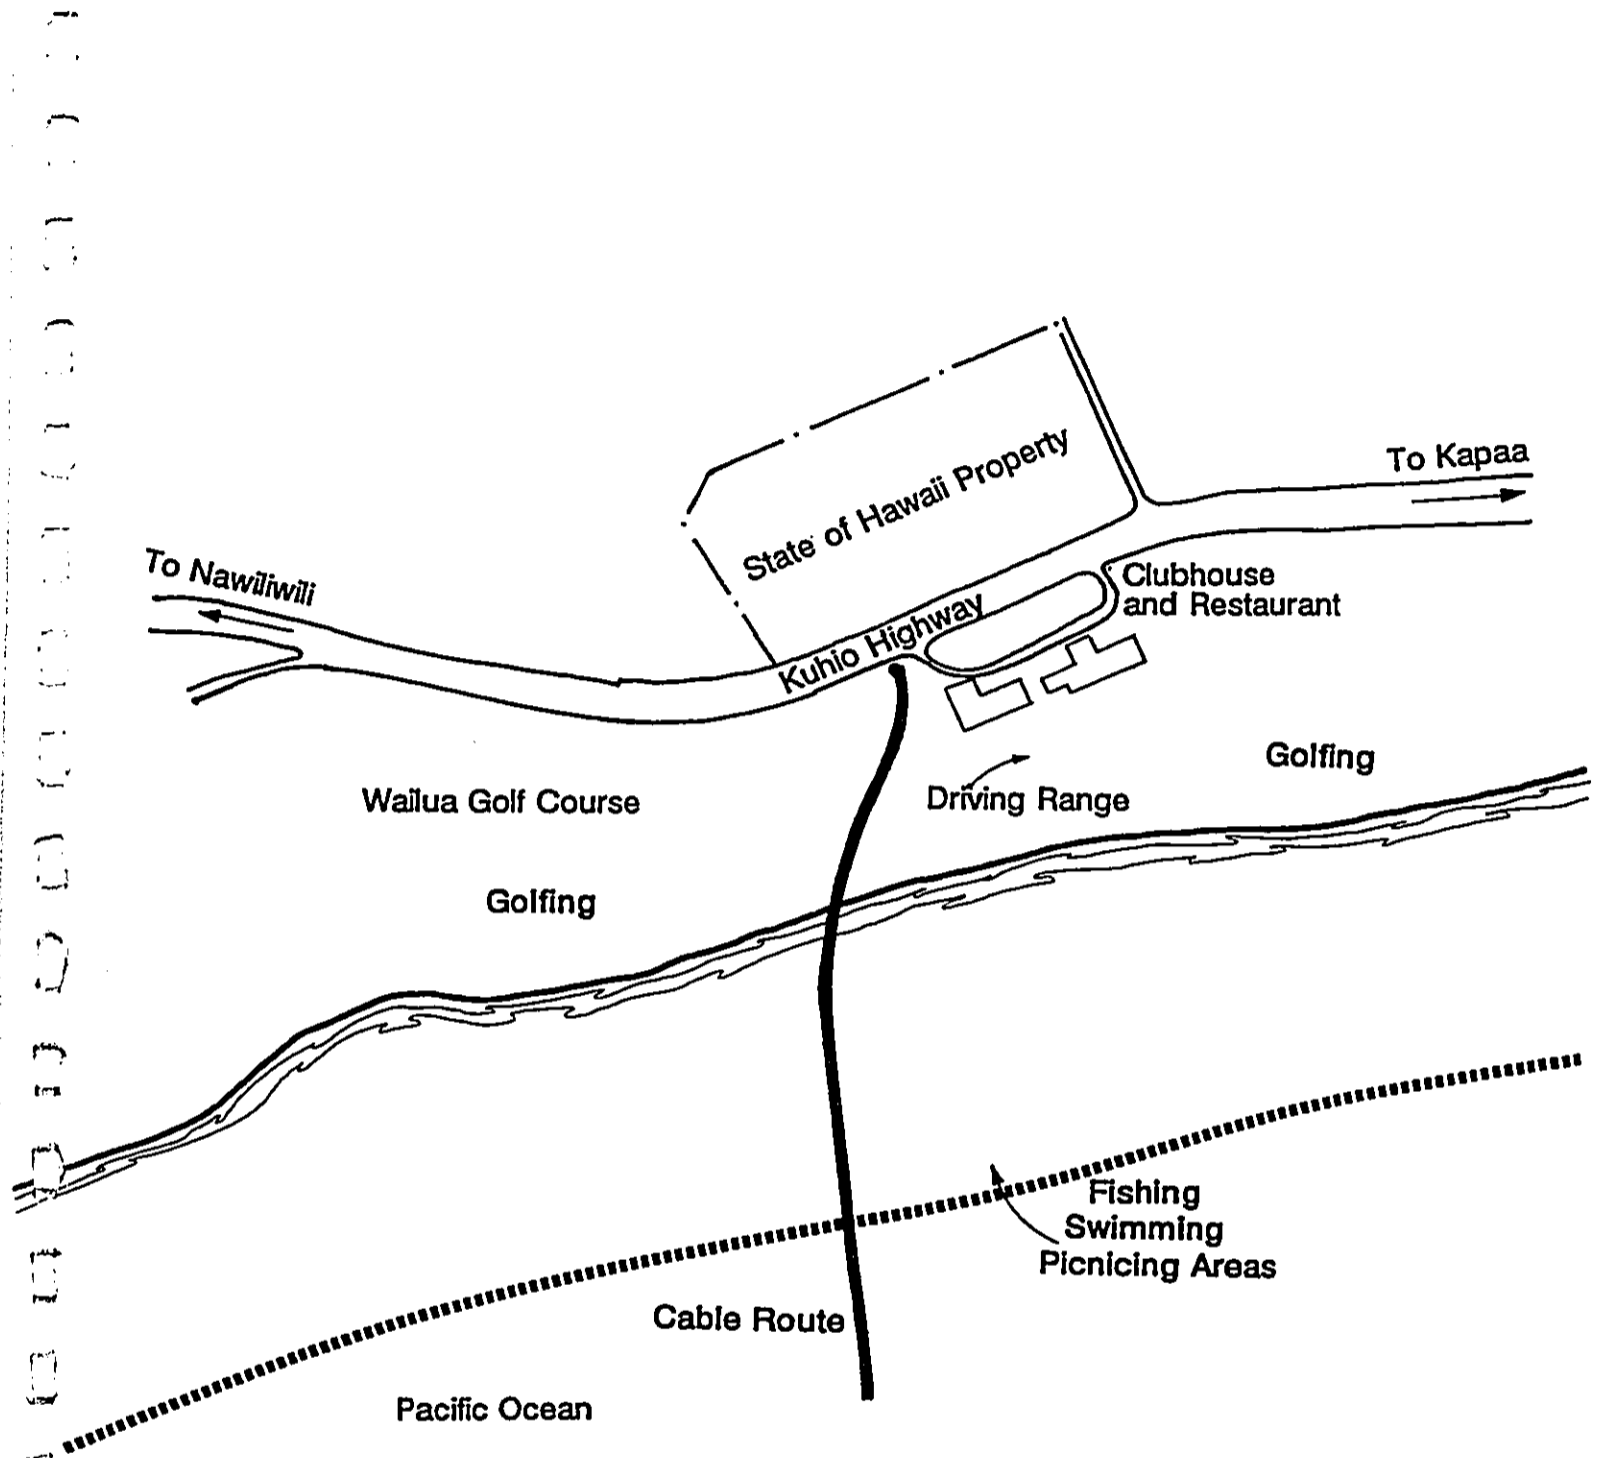 To Kapaa
State of Hawaii Property
To Nawiliwili
Clubhouse
and Restaurant
Kuhio Highway
Golfing
Wailua Golf Course
Driving Range
Golfing
Fishing
Swimming
Picnicing Areas
Cable Route
Pacific Ocean